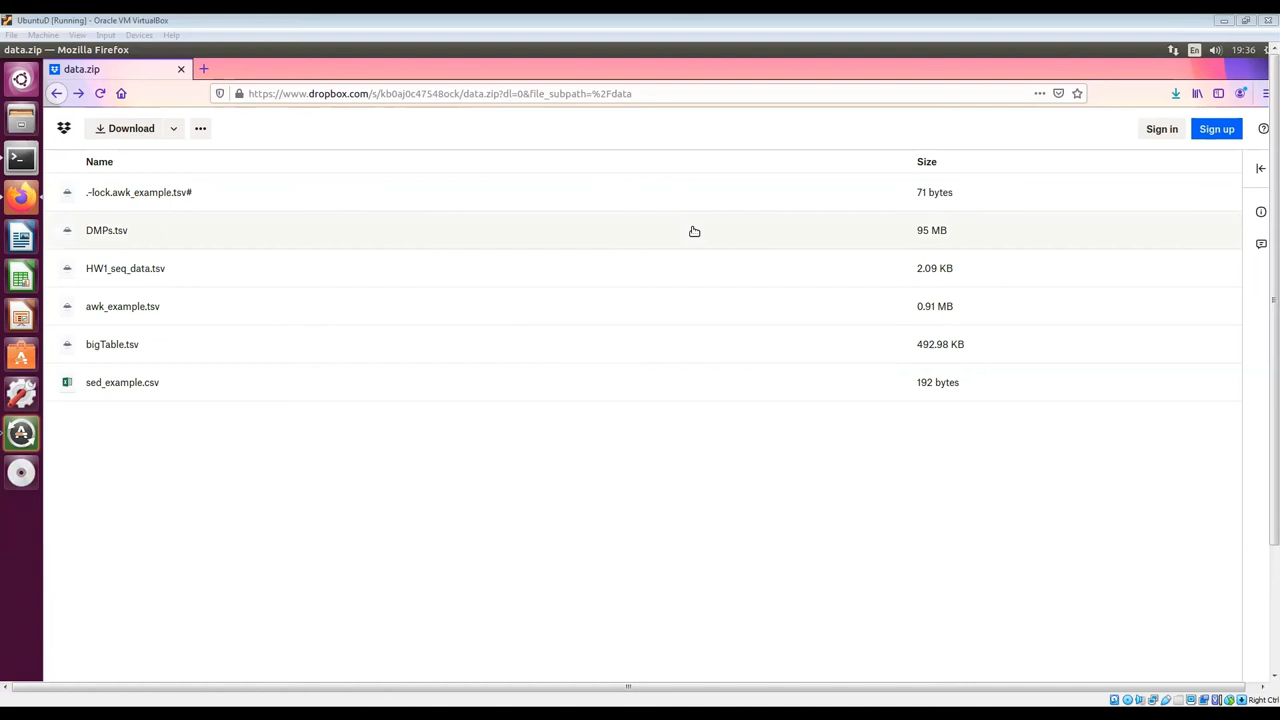 UbuntuD [Running] - Oracle VM VirtualBox
File Machine View Input Devices Help
data.zip — Mozilla Firefox
En
19:36
data.zip
https://www.dropbox.com/s/kb0aj0c47548ock/data.zip?dl=0&file_subpath=%2Fdata
Download
Sign in
Sign up
Name Size
.~lock.awk_example.tsv# 71 bytes
DMPs.tsv 95 MB
HW1_seq_data.tsv 2.09 KB
awk_example.tsv 0.91 MB
bigTable.tsv 492.98 KB
sed_example.csv 192 bytes
Right Ctrl